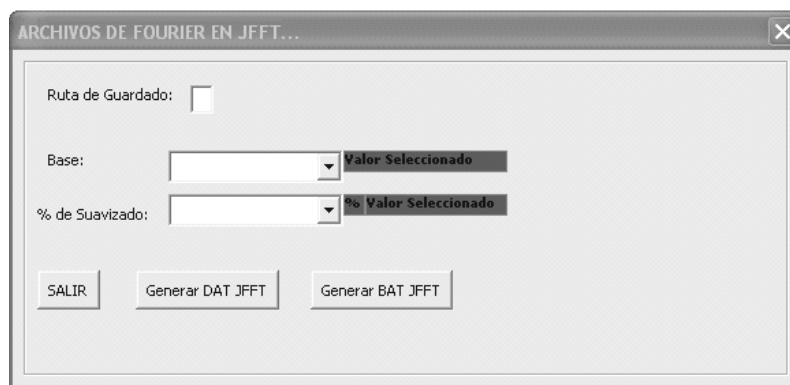 ARCHIVOS DE FOURIER EN JFFT...
Ruta de Guardado:
Base:
Valor Seleccionado
% de Suavizado:
% Valor Seleccionado
SALIR
Generar DAT JFFT
Generar BAT JFFT